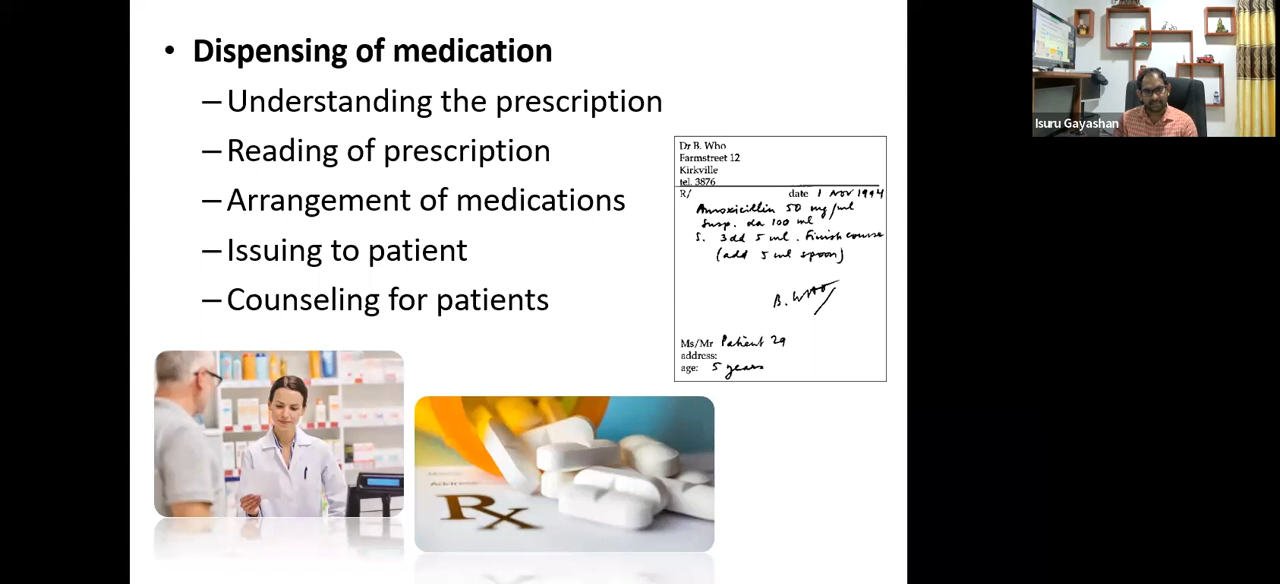 • Dispensing of medication
– Understanding the prescription
– Reading of prescription
– Arrangement of medications
– Issuing to patient
– Counseling for patients
Dr B. Who
Farmstreet 12
Kirkville
tel. 3876
R/ date 1 Nov 1994
Amoxicillin 50 mg/ml
Susp. da 100 ml
S. 3dd 5 ml. Finish course
(add 5 ml spoon)
B. Who
Ms/Mr Patient 29
address:
age: 5 years
Rx
Isuru Gayashan